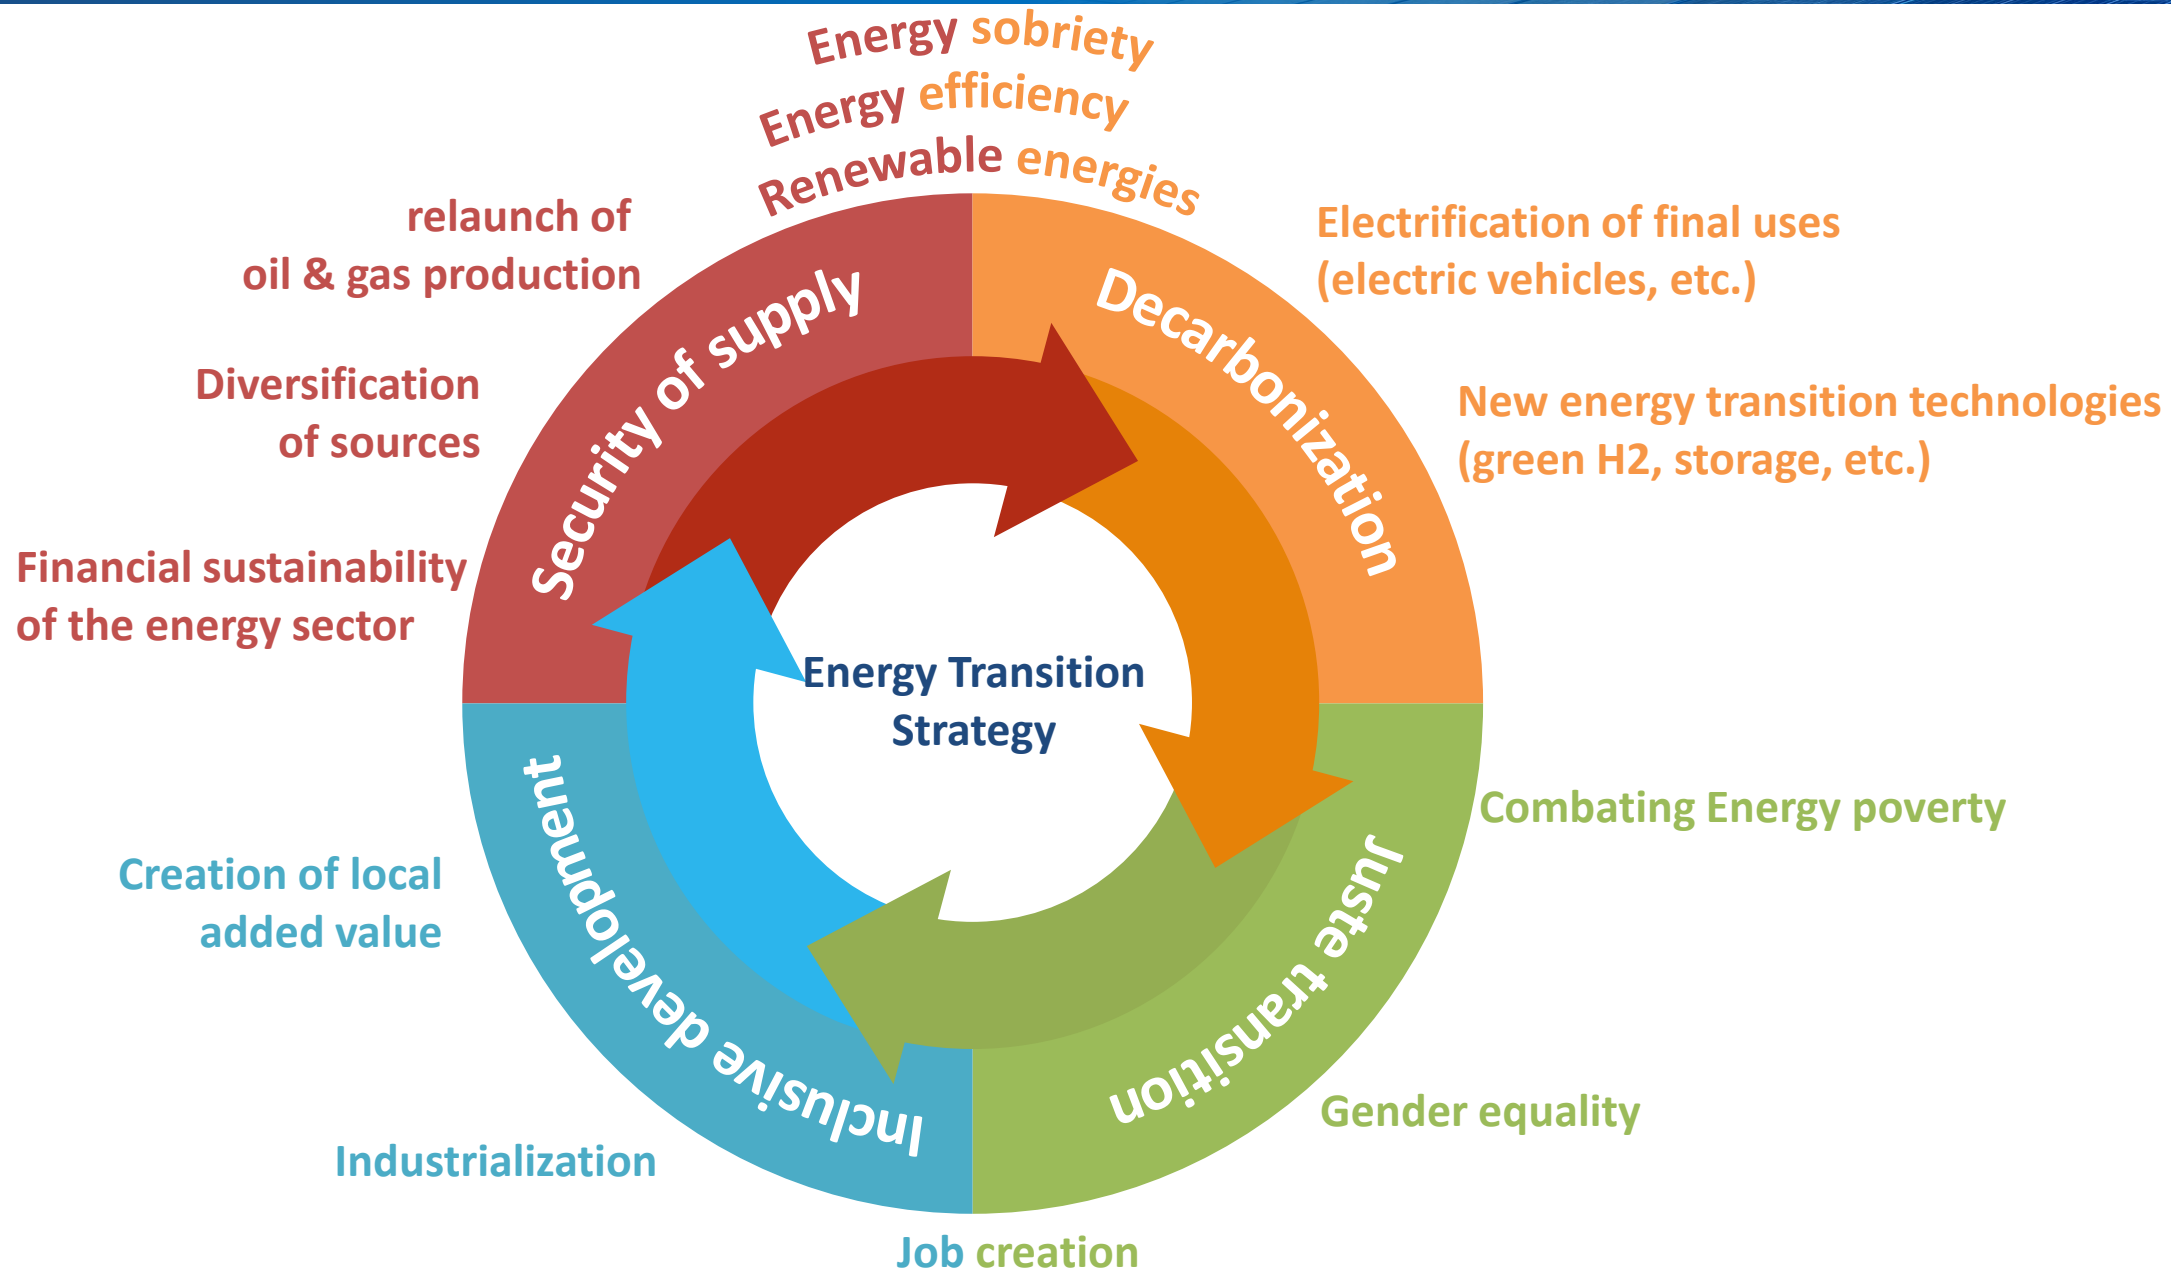 Energy sobriety
Energy efficiency
Renewable energies
relaunch of
oil & gas production
Diversification
of sources
Financial sustainability
of the energy sector
Security of supply
Decarbonization
Electrification of final uses
(electric vehicles, etc.)
New energy transition technologies
(green H2, storage, etc.)
Energy Transition
Strategy
Combating Energy poverty
Juste transition
Gender equality
Inclusive development
Creation of local
added value
Industrialization
Job creation